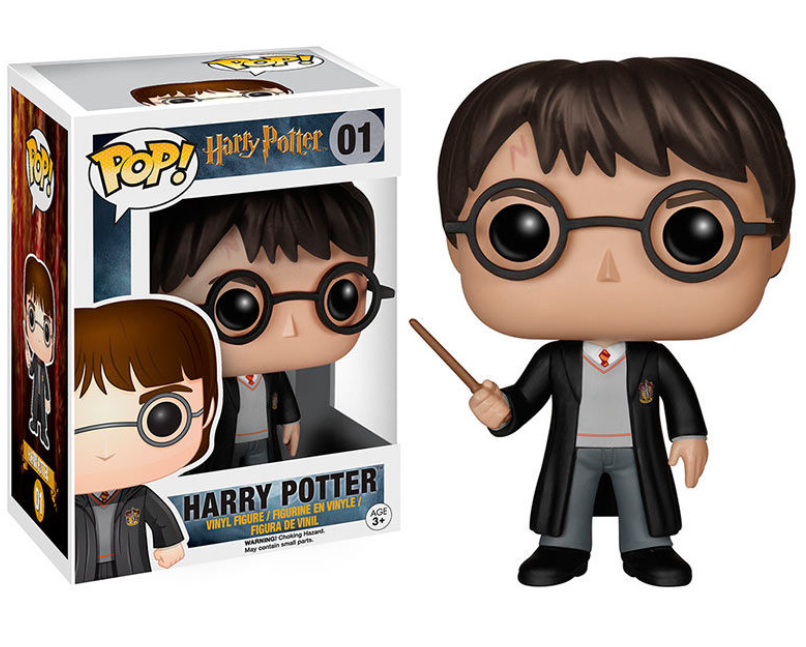 POP!
POP!
POP!
Harry Potter
01
HARRY POTTER
VINYL FIGURE / FIGURINE EN VINYLE /
FIGURA DE VINIL
WARNING! Choking Hazard.
May contain small parts.
AGE
3+
01